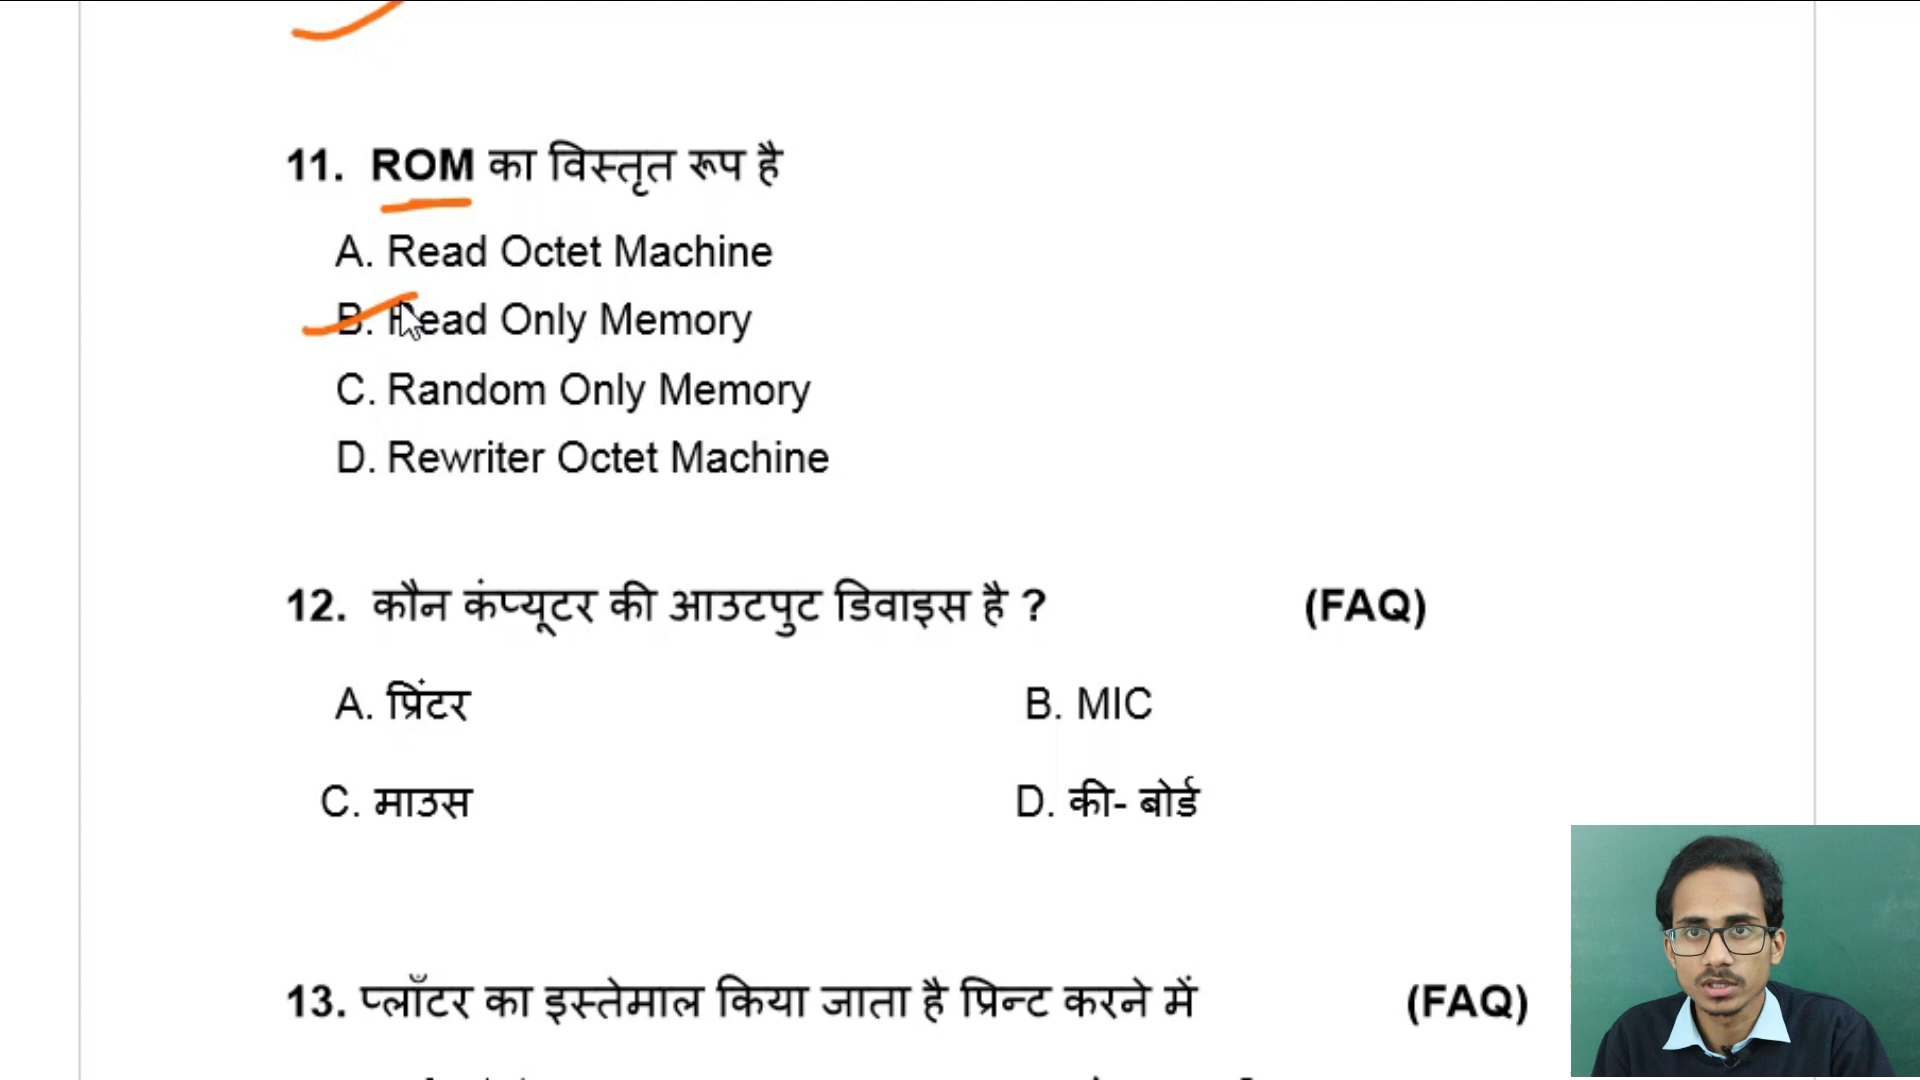 11. ROM का विस्तृत रूप है
A. Read Octet Machine
B. Read Only Memory
C. Random Only Memory
D. Rewriter Octet Machine
12. कौन कंप्यूटर की आउटपुट डिवाइस है ? (FAQ)
A. प्रिंटर B. MIC
C. माउस D. की- बोर्ड
13. प्लॉटर का इस्तेमाल किया जाता है प्रिन्ट करने में (FAQ)